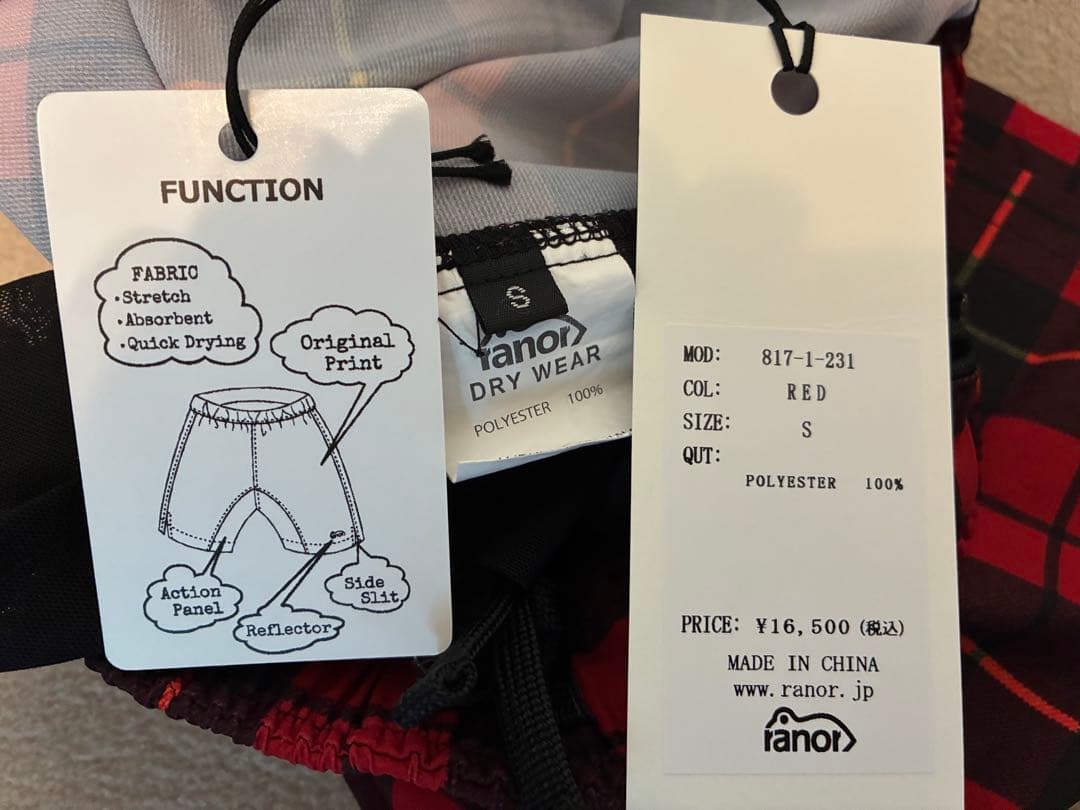 FUNCTION
FABRIC
・Stretch
・Absorbent
・Quick Drying
Original
Print
Action
Panel
Reflector
Side
Slit
S
ranor
DRY WEAR
POLYESTER 100%
MOD: 817-1-231
COL: RED
SIZE: S
QUT:
POLYESTER 100%
PRICE: ¥16,500(税込)
MADE IN CHINA
www.ranor.jp
ranor